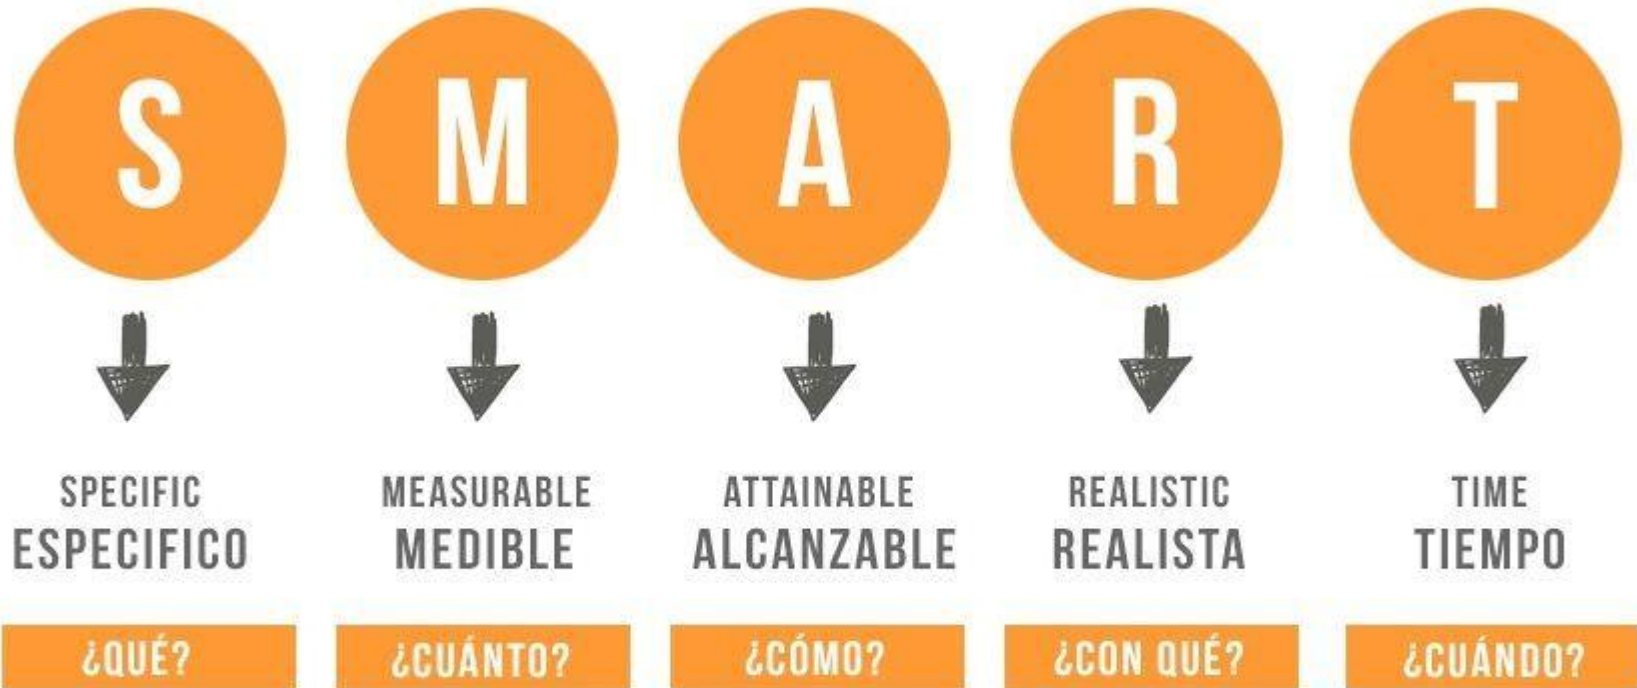 S M A R T
SPECIFIC MEASURABLE ATTAINABLE REALISTIC TIME
ESPECIFICO MEDIBLE ALCANZABLE REALISTA TIEMPO
¿QUÉ? ¿CUÁNTO? ¿CÓMO? ¿CON QUÉ? ¿CUÁNDO?